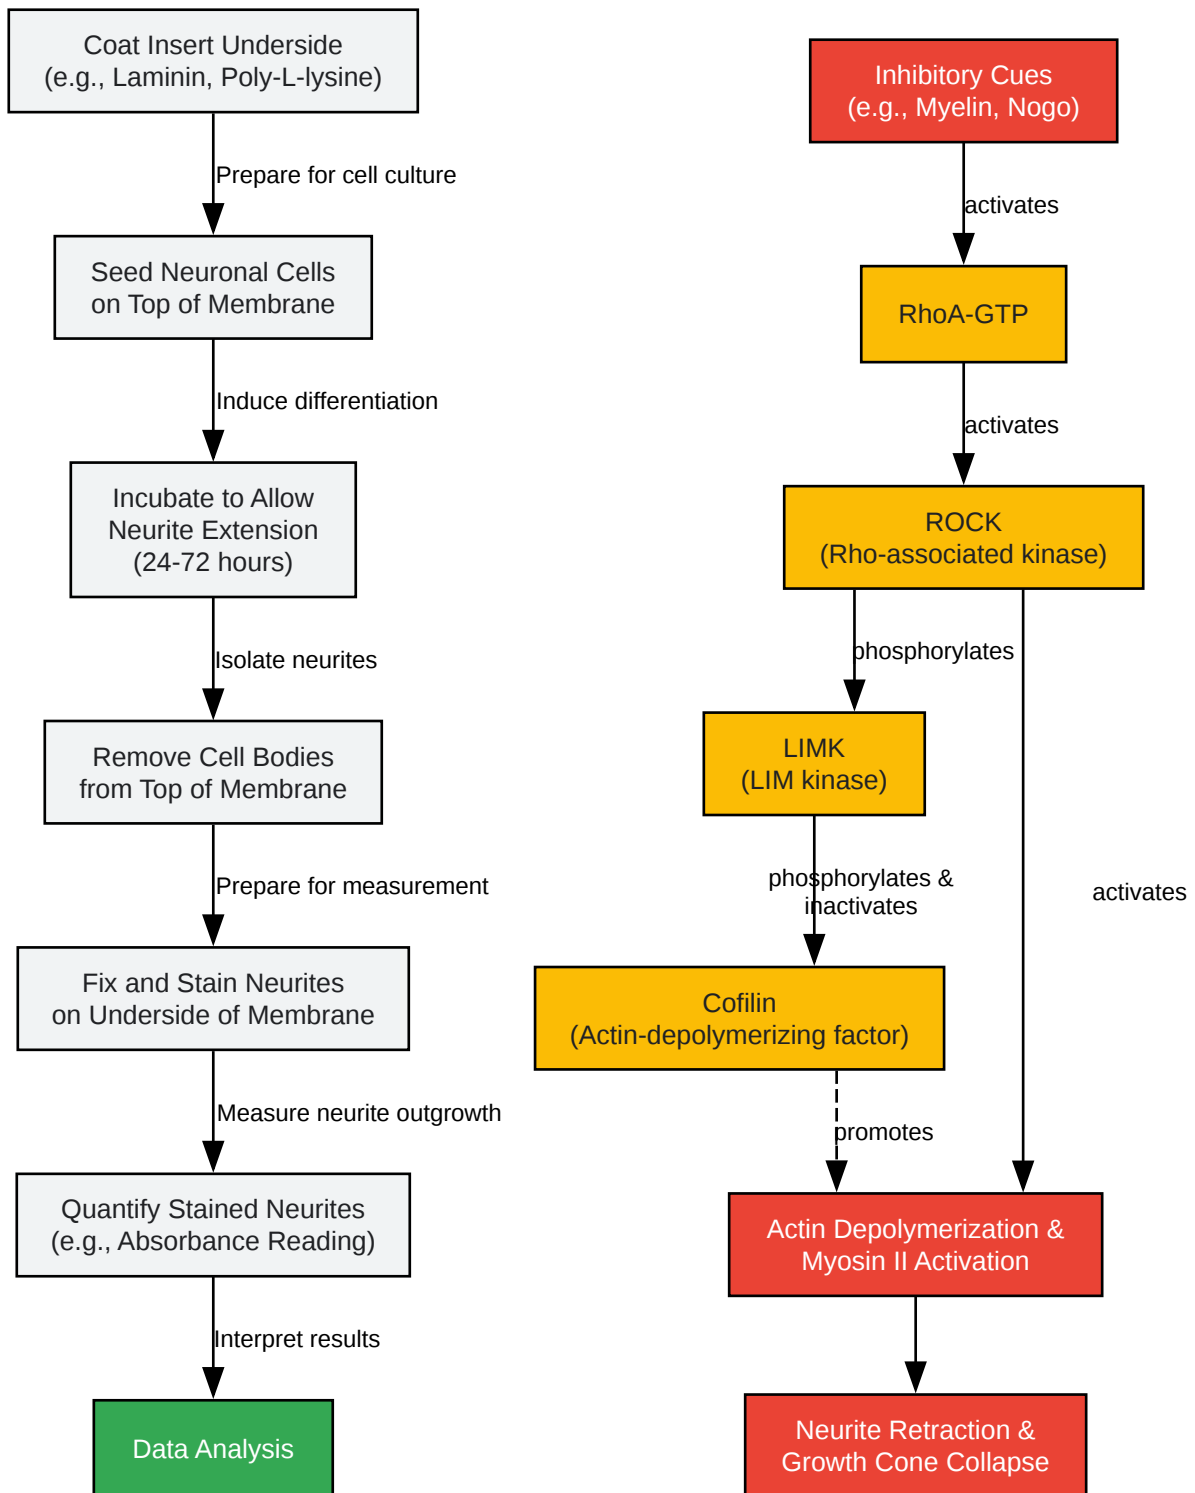 Coat Insert Underside
(e.g., Laminin, Poly-L-lysine)
Prepare for cell culture
Seed Neuronal Cells
on Top of Membrane
Induce differentiation
Incubate to Allow
Neurite Extension
(24-72 hours)
Isolate neurites
Remove Cell Bodies
from Top of Membrane
Prepare for measurement
Fix and Stain Neurites
on Underside of Membrane
Measure neurite outgrowth
Quantify Stained Neurites
(e.g., Absorbance Reading)
Interpret results
Data Analysis
Inhibitory Cues
(e.g., Myelin, Nogo)
activates
RhoA-GTP
activates
ROCK
(Rho-associated kinase)
phosphorylates
LIMK
(LIM kinase)
phosphorylates &
inactivates
activates
Cofilin
(Actin-depolymerizing factor)
promotes
Actin Depolymerization &
Myosin II Activation
Neurite Retraction &
Growth Cone Collapse